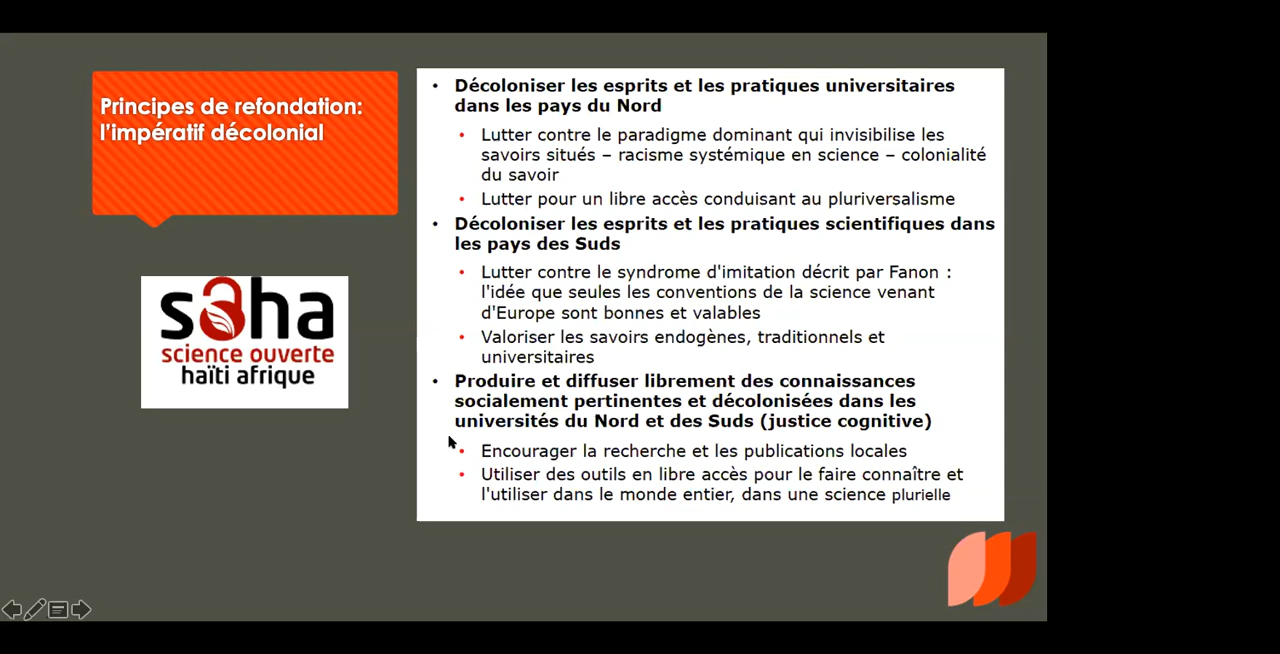 Principes de refondation:
l'impératif décolonial
soha
science ouverte
haïti afrique
• Décoloniser les esprits et les pratiques universitaires
dans les pays du Nord
• Lutter contre le paradigme dominant qui invisibilise les
savoirs situés – racisme systémique en science – colonialité
du savoir
• Lutter pour un libre accès conduisant au pluriversalisme
• Décoloniser les esprits et les pratiques scientifiques dans
les pays des Suds
• Lutter contre le syndrome d'imitation décrit par Fanon :
l'idée que seules les conventions de la science venant
d'Europe sont bonnes et valables
• Valoriser les savoirs endogènes, traditionnels et
universitaires
• Produire et diffuser librement des connaissances
socialement pertinentes et décolonisées dans les
universités du Nord et des Suds (justice cognitive)
• Encourager la recherche et les publications locales
• Utiliser des outils en libre accès pour le faire connaître et
l'utiliser dans le monde entier, dans une science plurielle